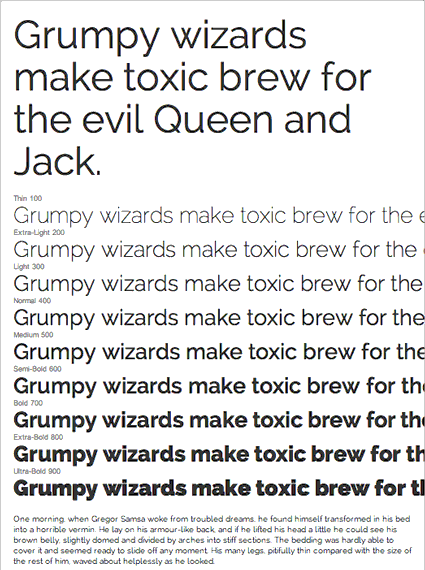 Grumpy wizards
make toxic brew for
the evil Queen and
Jack.
Thin 100
Grumpy wizards make toxic brew for the e
Extra-Light 200
Grumpy wizards make toxic brew for the
Light 300
Grumpy wizards make toxic brew for the
Normal 400
Grumpy wizards make toxic brew for the
Medium 500
Grumpy wizards make toxic brew for the
Semi-Bold 600
Grumpy wizards make toxic brew for th
Bold 700
Grumpy wizards make toxic brew for th
Extra-Bold 800
Grumpy wizards make toxic brew for th
Ultra-Bold 900
Grumpy wizards make toxic brew for t
One morning, when Gregor Samsa woke from troubled dreams, he found himself transformed in his bed
into a horrible vermin. He lay on his armour-like back, and if he lifted his head a little he could see his
brown belly, slightly domed and divided by arches into stiff sections. The bedding was hardly able to
cover it and seemed ready to slide off any moment. His many legs, pitifully thin compared with the size of
the rest of him, waved about helplessly as he looked.